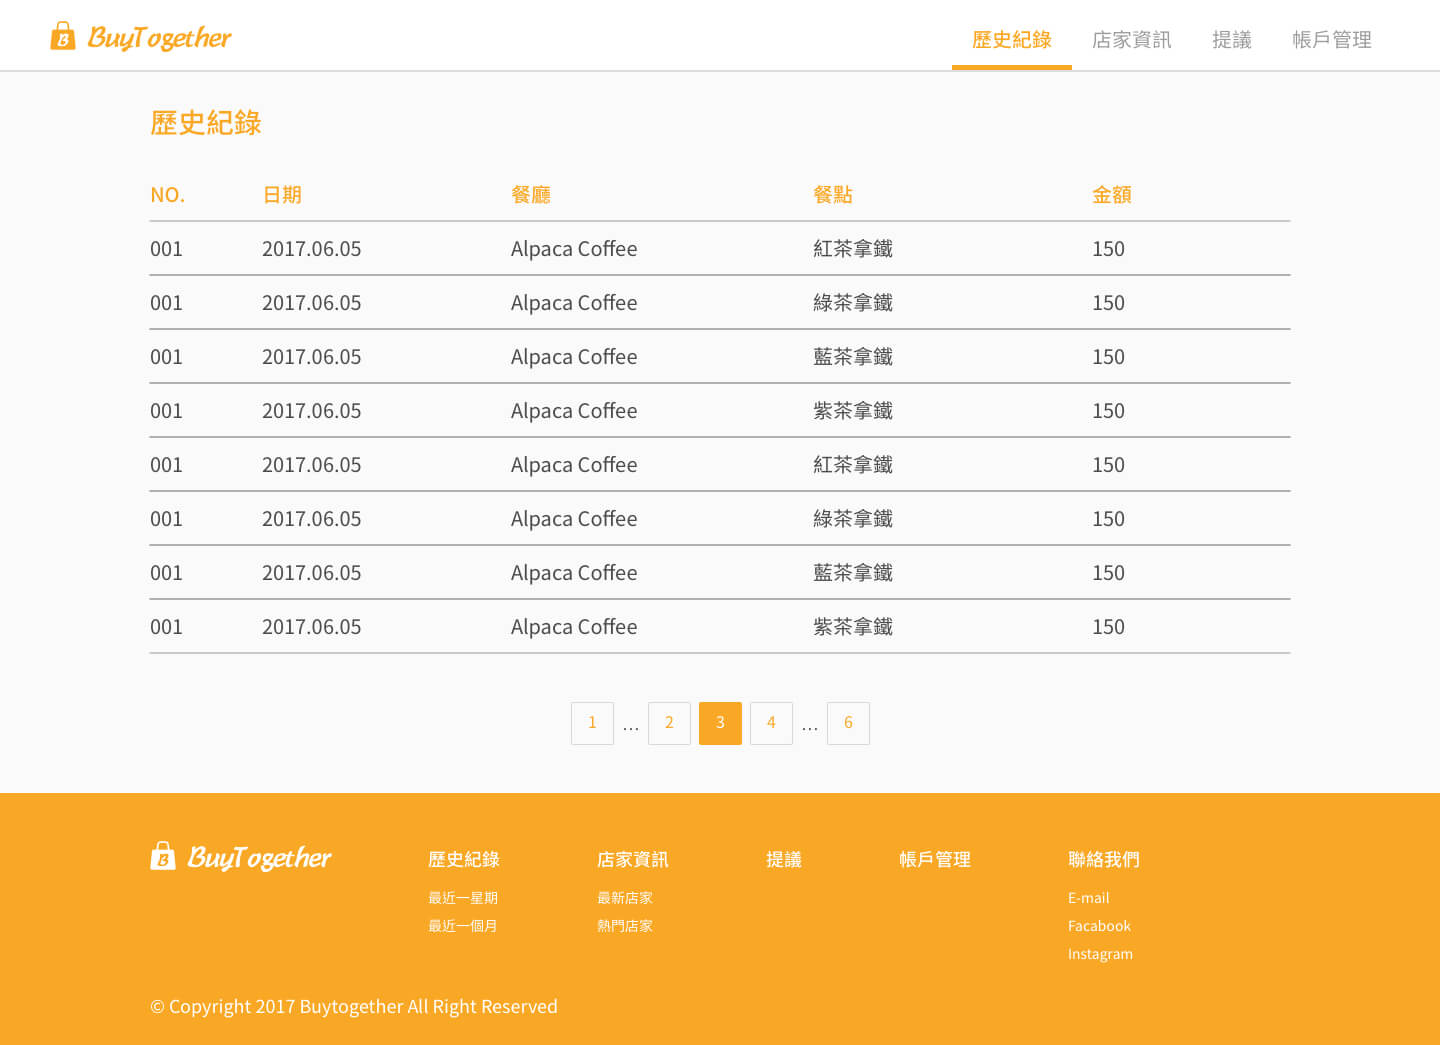 BuyTogether 歷史紀錄 店家資訊 提議 帳戶管理
歷史紀錄
NO. 日期 餐廳 餐點 金額
001 2017.06.05 Alpaca Coffee 紅茶拿鐵 150
001 2017.06.05 Alpaca Coffee 綠茶拿鐵 150
001 2017.06.05 Alpaca Coffee 藍茶拿鐵 150
001 2017.06.05 Alpaca Coffee 紫茶拿鐵 150
001 2017.06.05 Alpaca Coffee 紅茶拿鐵 150
001 2017.06.05 Alpaca Coffee 綠茶拿鐵 150
001 2017.06.05 Alpaca Coffee 藍茶拿鐵 150
001 2017.06.05 Alpaca Coffee 紫茶拿鐵 150
1 … 2 3 4 … 6
BuyTogether 歷史紀錄 店家資訊 提議 帳戶管理 聯絡我們
最近一星期 最新店家 E-mail
最近一個月 熱門店家 Facabook
Instagram
© Copyright 2017 Buytogether All Right Reserved